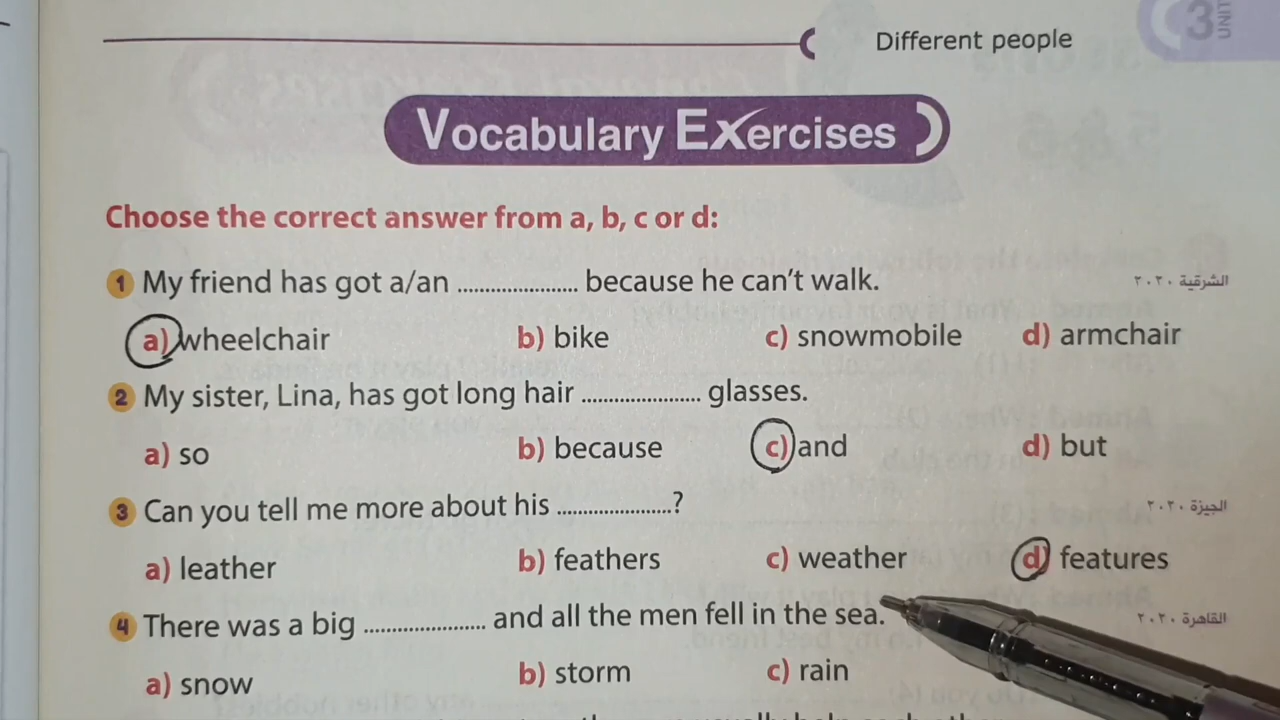 Different people
3
UNIT
Vocabulary Exercises
Choose the correct answer from a, b, c or d:
1 My friend has got a/an ..................... because he can't walk. الشرقية ٢٠٢٠
a) wheelchair b) bike c) snowmobile d) armchair
2 My sister, Lina, has got long hair ..................... glasses.
a) so b) because c) and d) but
3 Can you tell me more about his .....................? الجيزة ٢٠٢٠
a) leather b) feathers c) weather d) features
4 There was a big ..................... and all the men fell in the sea. القاهرة ٢٠٢٠
a) snow b) storm c) rain